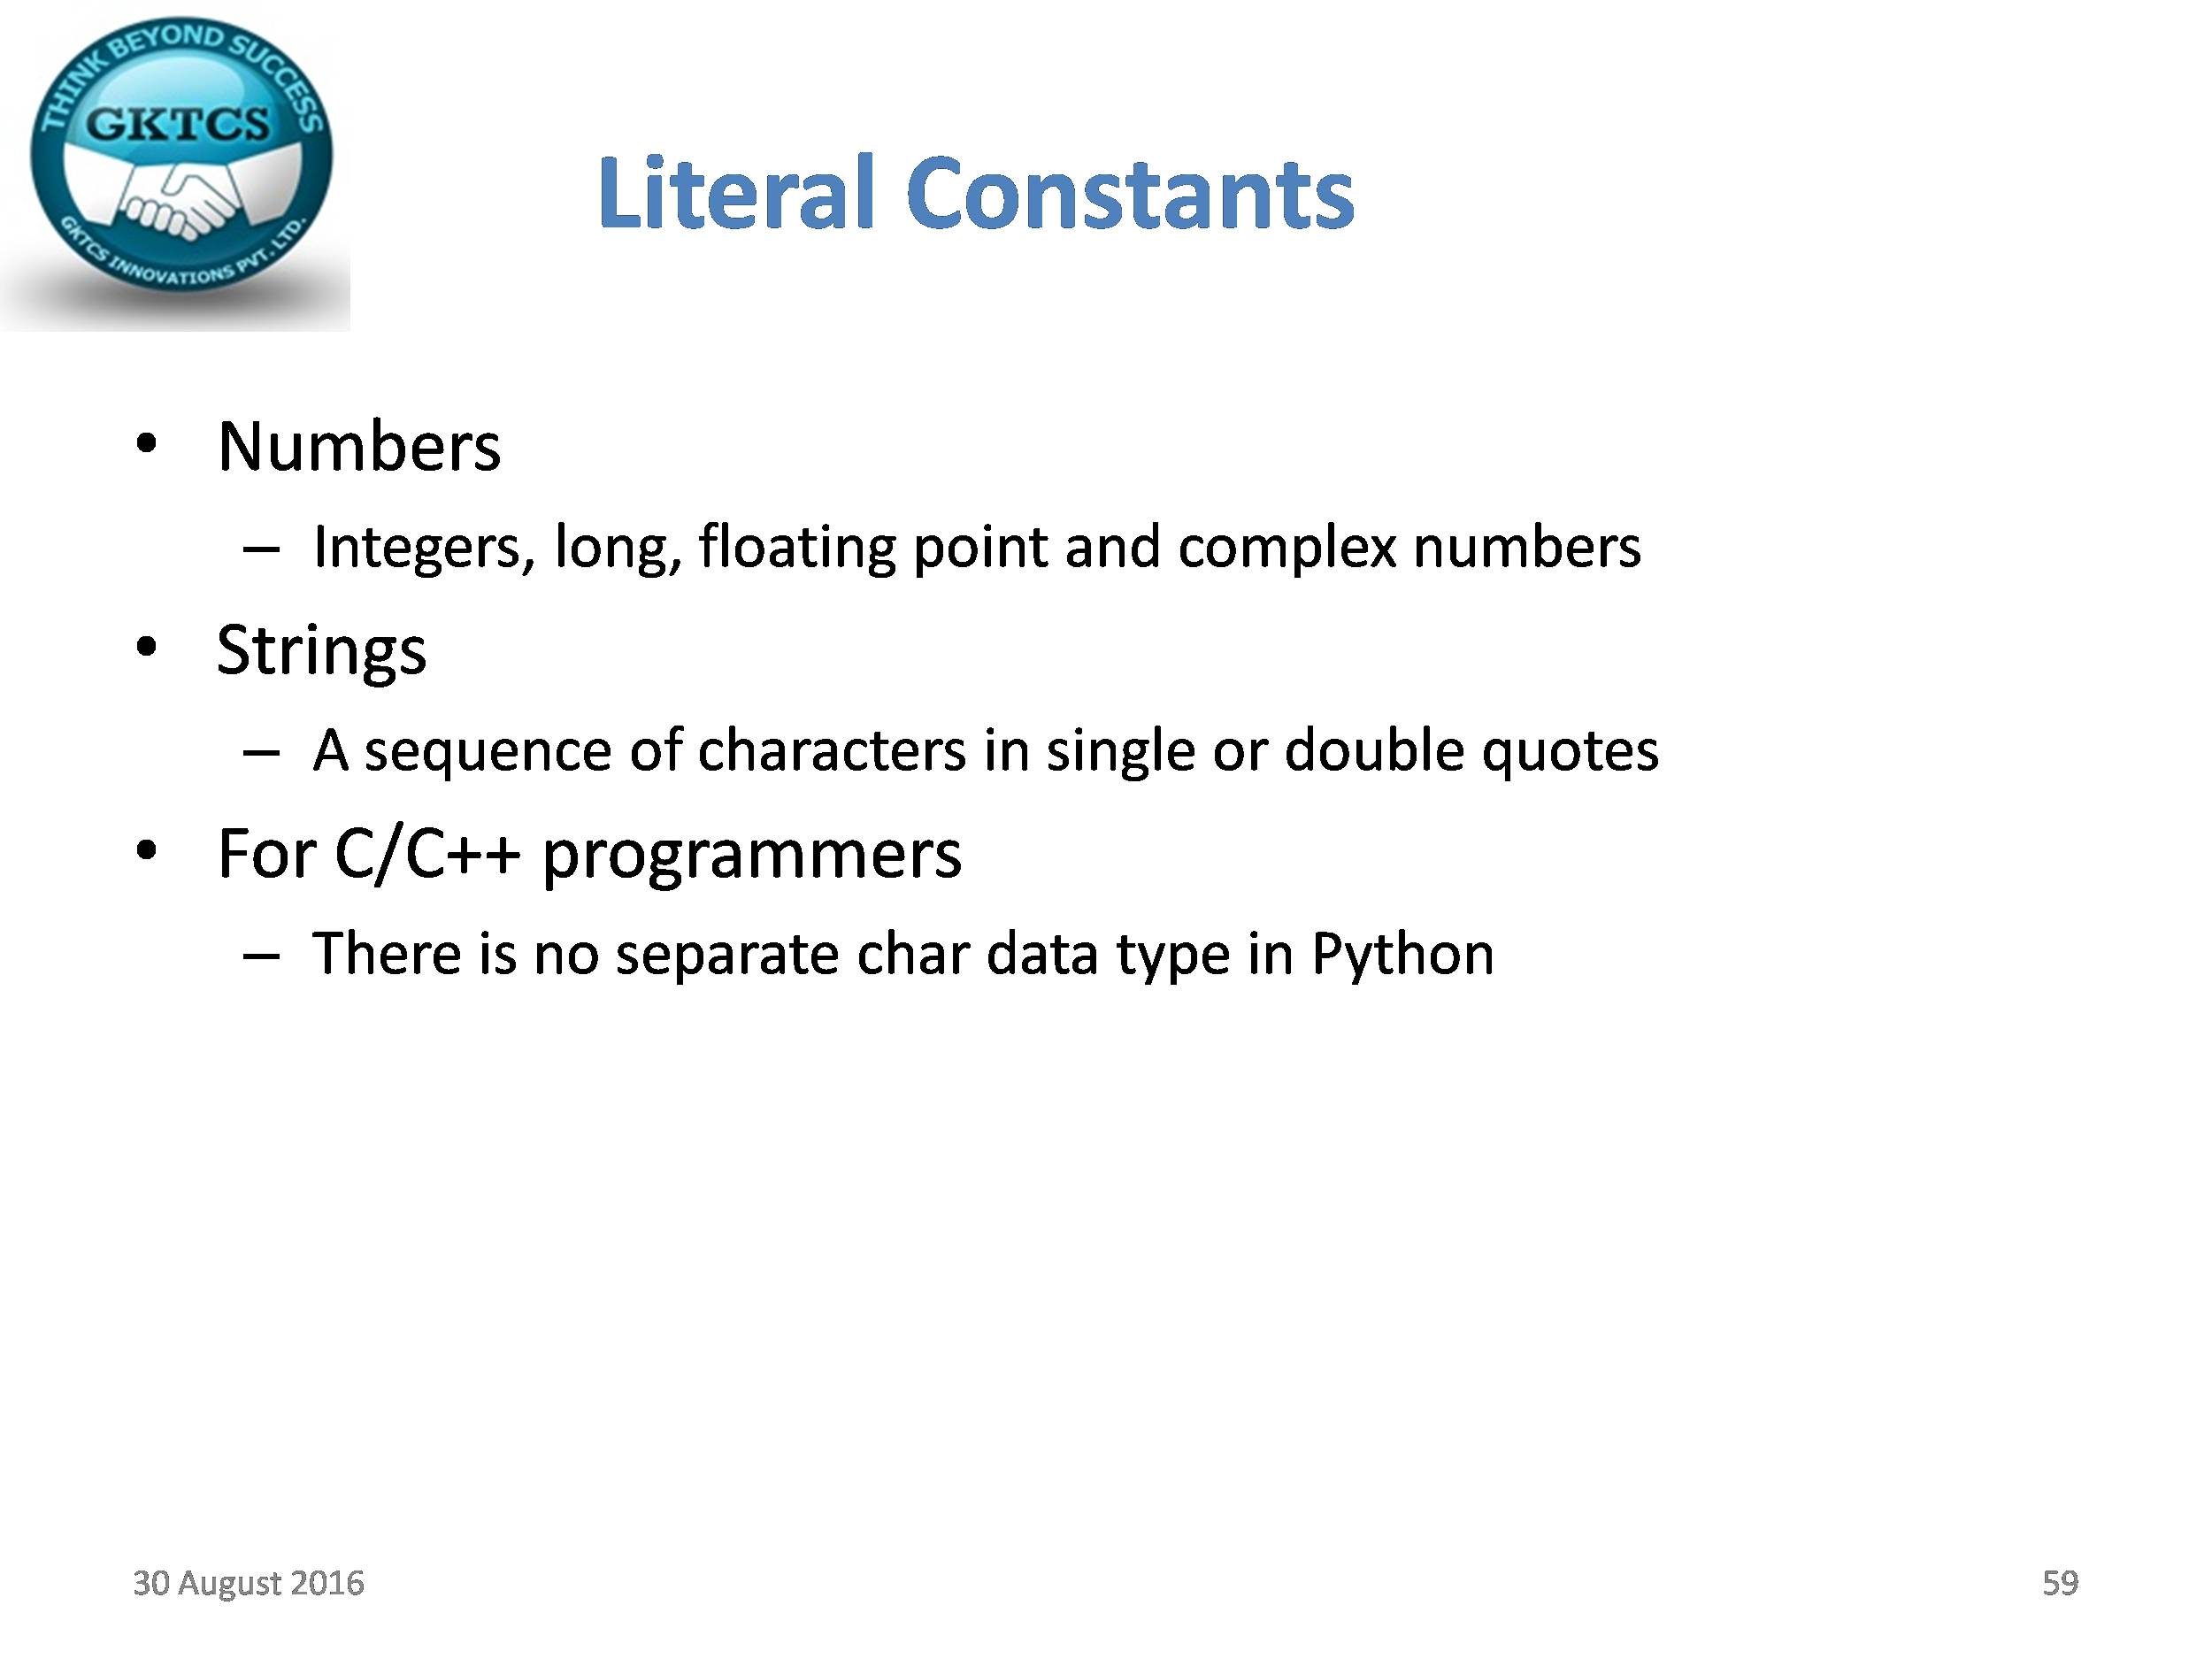 THINK BEYOND SUCCESS
GKTCS
GKTCS INNOVATIONS PVT. LTD.
Literal Constants
• Numbers
– Integers, long, floating point and complex numbers
• Strings
– A sequence of characters in single or double quotes
• For C/C++ programmers
– There is no separate char data type in Python
30 August 2016
59